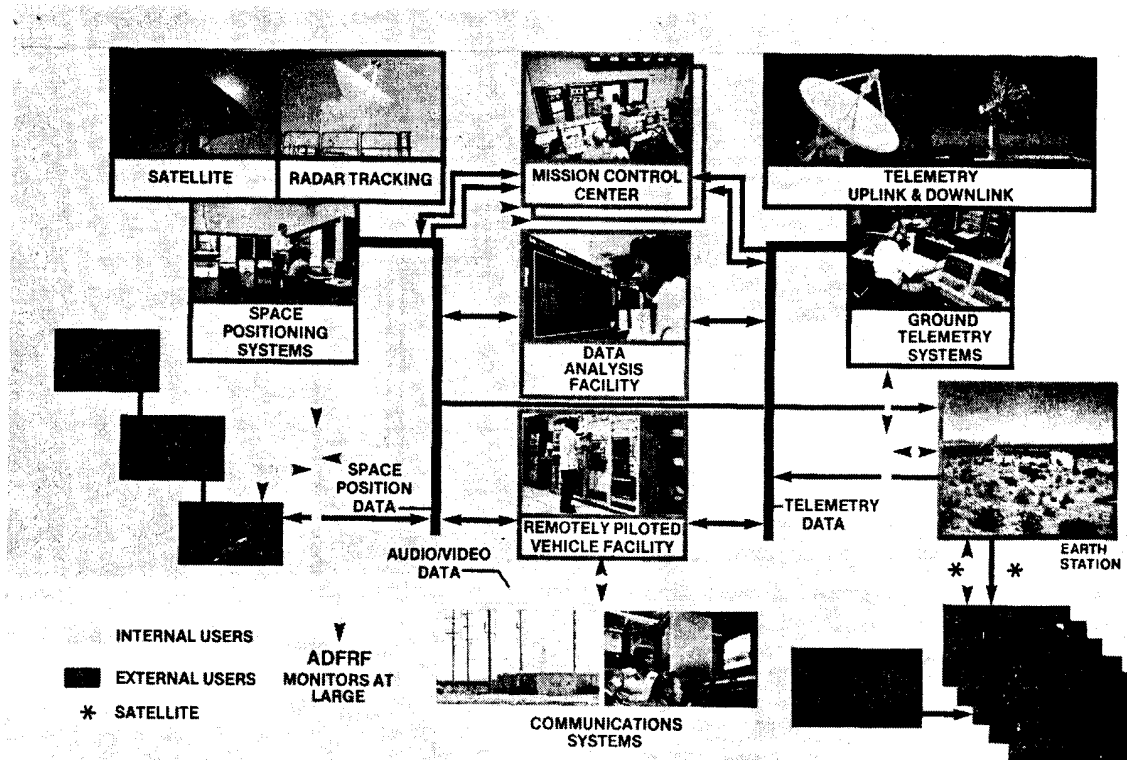 SATELLITE
RADAR TRACKING
MISSION CONTROL
CENTER
TELEMETRY
UPLINK & DOWNLINK
SPACE
POSITIONING
SYSTEMS
DATA
ANALYSIS
FACILITY
GROUND
TELEMETRY
SYSTEMS
SPACE
POSITION
DATA
REMOTELY PILOTED
VEHICLE FACILITY
TELEMETRY
DATA
EARTH
STATION
AUDIO/VIDEO
DATA
* *
INTERNAL USERS
EXTERNAL USERS
* SATELLITE
ADFRF
MONITORS AT
LARGE
COMMUNICATIONS
SYSTEMS